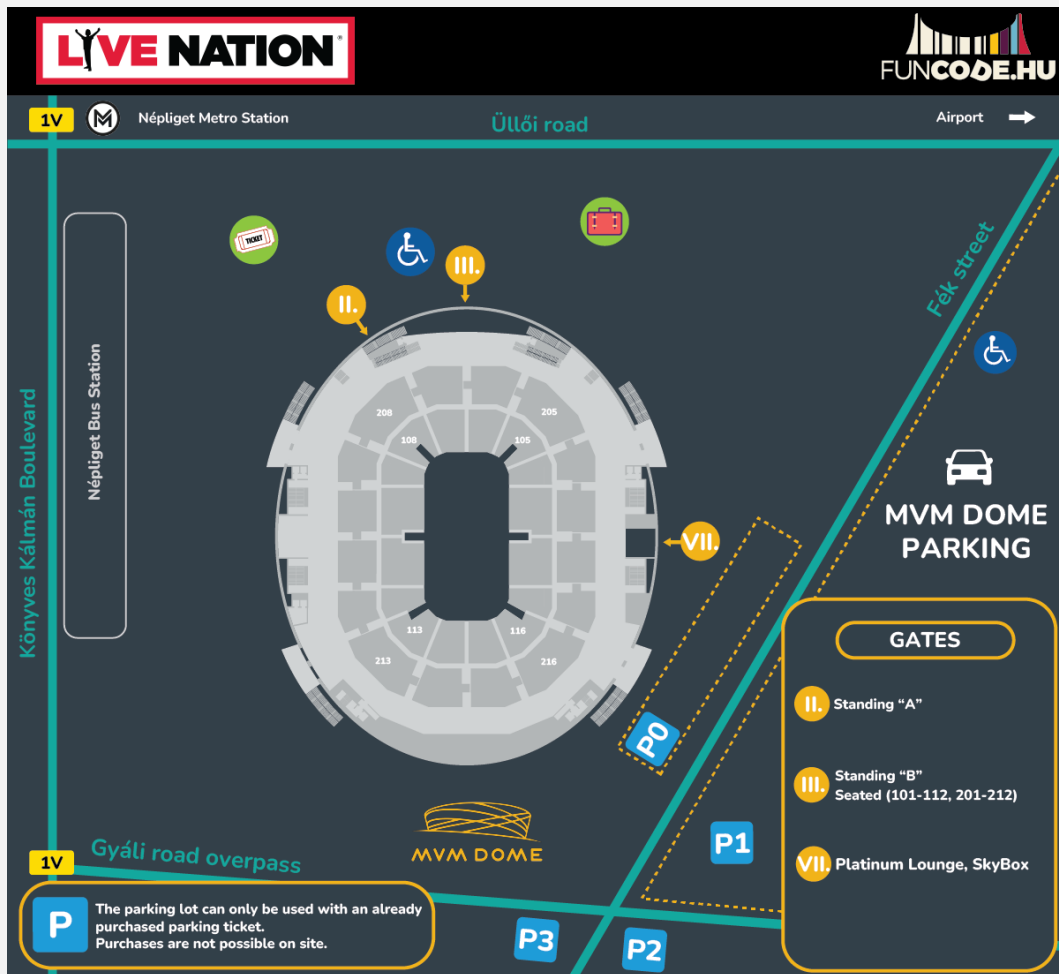 LIVE NATION®
FUNCODE.HU
1V
M
Népliget Metro Station
Üllői road
Airport
TICKET
III.
II.
Fék street
Könyves Kálmán Boulevard
Népliget Bus Station
208
205
108
105
VII.
MVM DOME
PARKING
113
116
213
216
P0
GATES
II. Standing “A”
III. Standing “B”
Seated (101-112, 201-212)
VII. Platinum Lounge, SkyBox
MVM DOME
P1
1V
Gyáli road overpass
P
The parking lot can only be used with an already
purchased parking ticket.
Purchases are not possible on site.
P3
P2